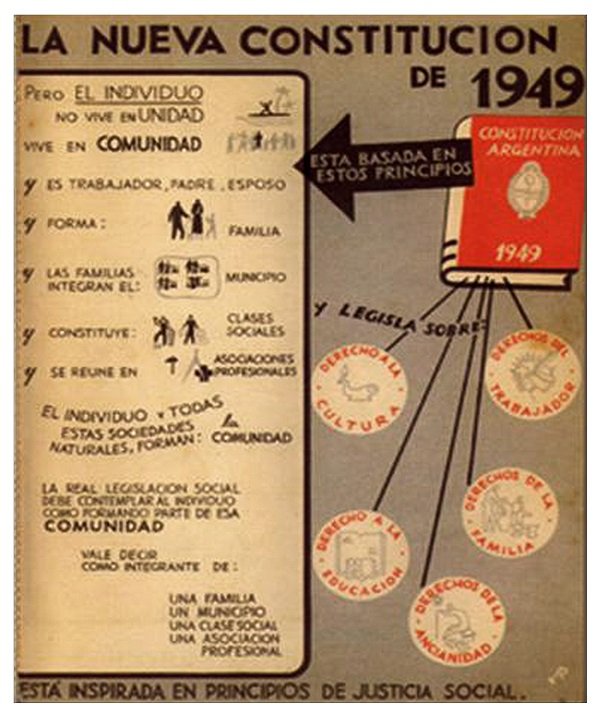 LA NUEVA CONSTITUCION
DE 1949
PERO EL INDIVIDUO
NO VIVE EN UNIDAD
VIVE EN COMUNIDAD
Y ES TRABAJADOR, PADRE, ESPOSO
Y FORMA:
FAMILIA
Y LAS FAMILIAS
INTEGRAN EL:
MUNICIPIO
Y CONSTITUYE:
CLASES
SOCIALES
Y SE REUNE EN
ASOCIACIONES
PROFESIONALES
EL INDIVIDUO Y TODAS
ESTAS SOCIEDADES
NATURALES, FORMAN:
la
COMUNIDAD
LA REAL LEGISLACION SOCIAL
DEBE CONTEMPLAR AL INDIVIDUO
COMO FORMANDO PARTE DE ESA
COMUNIDAD
VALE DECIR
COMO INTEGRANTE DE:
UNA FAMILIA
UN MUNICIPIO
UNA CLASE SOCIAL
UNA ASOCIACION
PROFESIONAL
ESTA BASADA EN
ESTOS PRINCIPIOS
CONSTITUCION
ARGENTINA
1949
Y LEGISLA SOBRE:
DERECHO A LA
CULTURA
DERECHOS DEL
TRABAJADOR
DERECHOS DE LA
FAMILIA
DERECHO A LA
EDUCACION
DERECHOS DE LA
ANCIANIDAD
ESTÁ INSPIRADA EN PRINCIPIOS DE JUSTICIA SOCIAL.